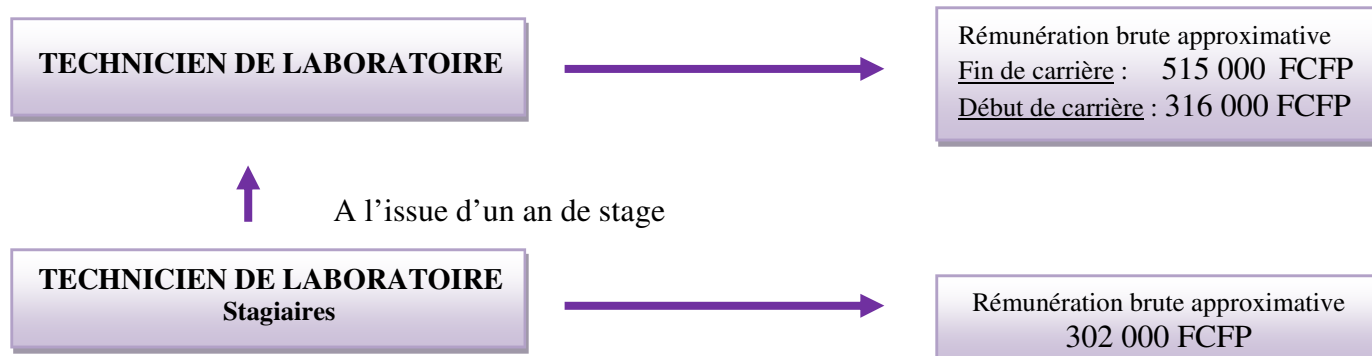 TECHNICIEN DE LABORATOIRE
Rémunération brute approximative
Fin de carrière : 515 000 FCFP
Début de carrière : 316 000 FCFP
A l’issue d’un an de stage
TECHNICIEN DE LABORATOIRE
Stagiaires
Rémunération brute approximative
302 000 FCFP